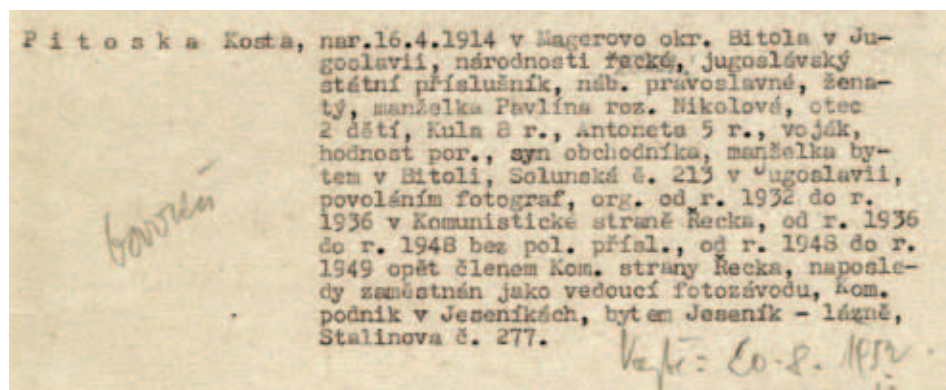 P i t o s k a Kosta, nar.16.4.1914 v Magerovo okr. Bitola v Ju-
goslavii, národnosti řecké, jugoslávský
státní příslušník, náb. pravoslavné, žena-
tý, manželka Pavlína roz. Nikolová, otec
2 dětí, Kula 8 r., Antoneta 5 r., voják,
hodnost por., syn obchodníka, manželka by-
tem v Bitoli, Solunská č. 213 v Jugoslavii,
povoláním fotograf, org. od r. 1932 do r.
1936 v Komunistické straně Řecka, od r. 1936
do r. 1948 bez pol. přísl., od r. 1948 do r.
1949 opět členem Kom. strany Řecka, naposle-
dy zaměstnán jako vedoucí fotozávodu, Kom.
podnik v Jeseníkách, bytem Jeseník - lázně,
Stalinova č. 277.
20.8. 1952